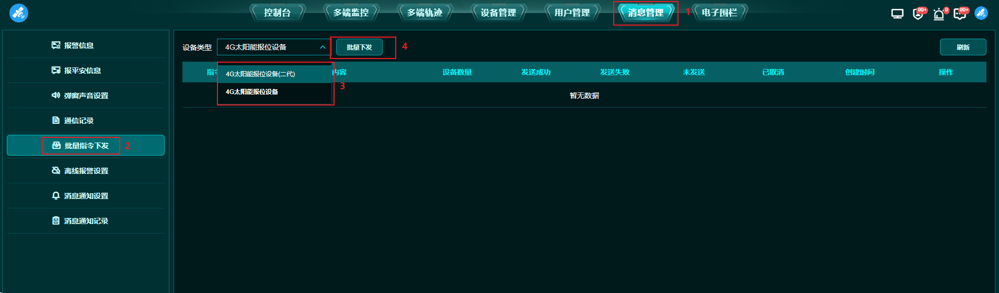 控制台
多端监控
多端轨迹
设备管理
用户管理
消息管理
1
电子围栏
99+
9
99+
报警信息
报平安信息
弹窗声音设置
通信记录
批量指令下发
2
离线报警设置
消息通知设置
消息通知记录
设备类型
4G太阳能报位设备
批量下发
4
刷新
指令
内容
设备数量
发送成功
发送失败
未发送
已取消
创建时间
操作
4G太阳能报位设备(二代)
4G太阳能报位设备
3
暂无数据